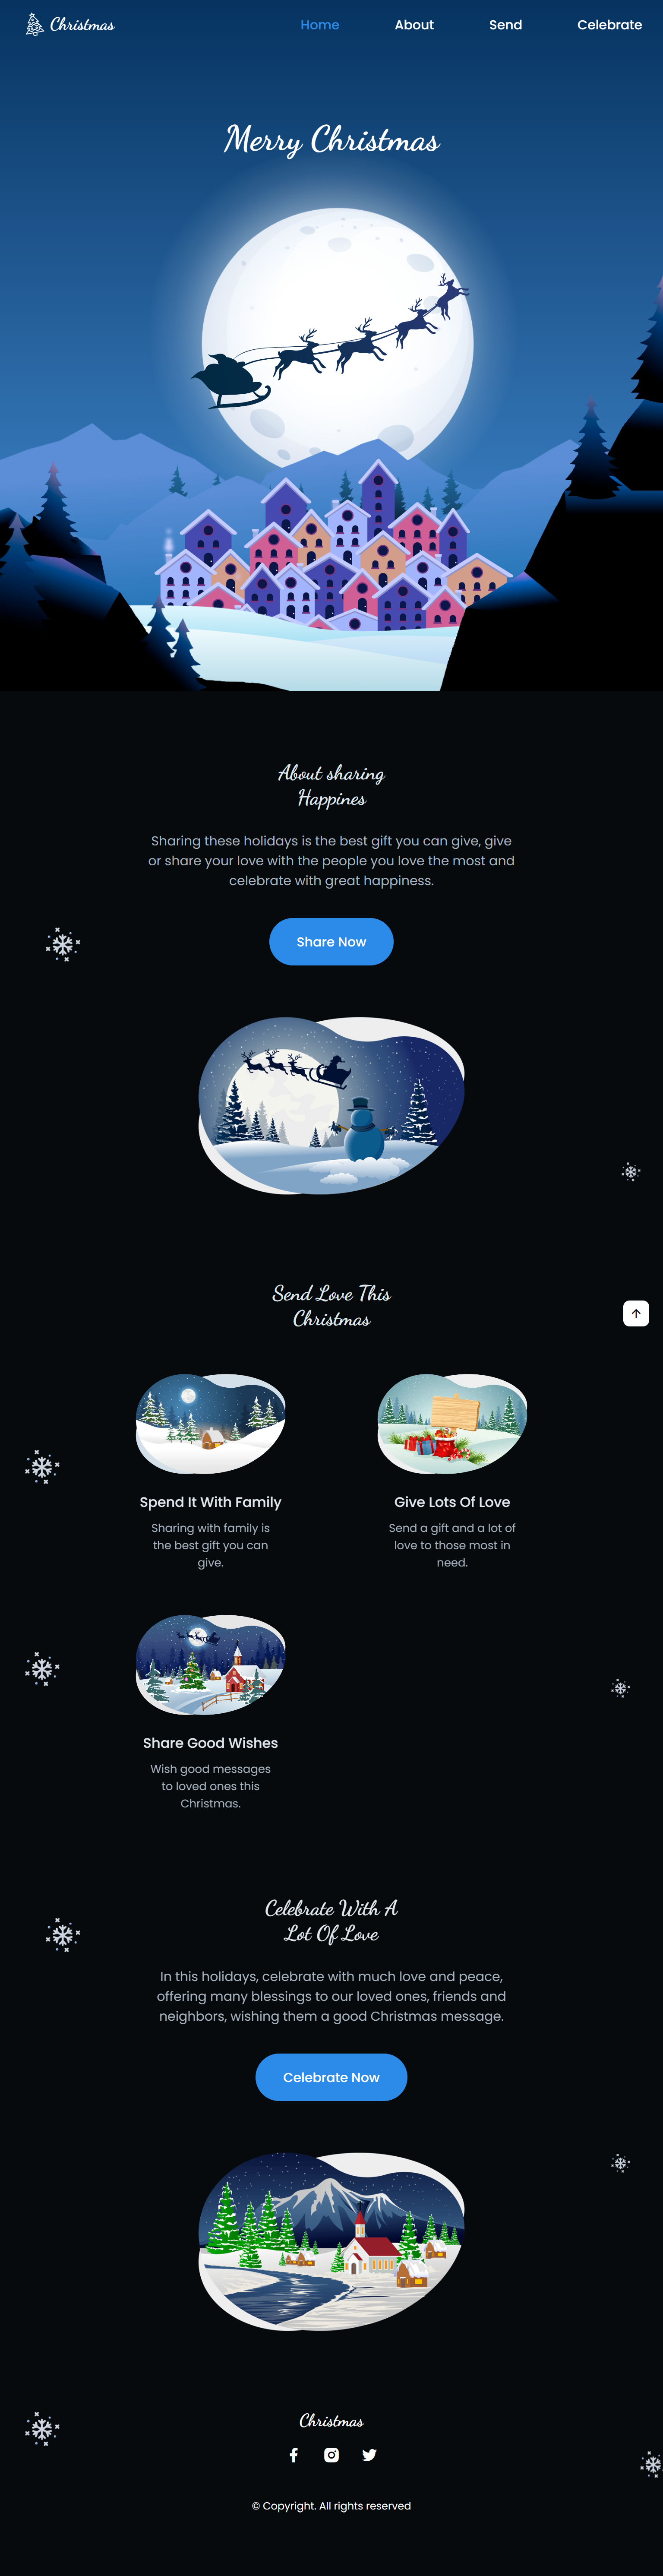 Christmas
Home
About
Send
Celebrate
Merry Christmas
About sharing
Happines
Sharing these holidays is the best gift you can give, give
or share your love with the people you love the most and
celebrate with great happiness.
Share Now
Send Love This
Christmas
Spend It With Family
Sharing with family is
the best gift you can
give.
Give Lots Of Love
Send a gift and a lot of
love to those most in
need.
Share Good Wishes
Wish good messages
to loved ones this
Christmas.
Celebrate With A
Lot Of Love
In this holidays, celebrate with much love and peace,
offering many blessings to our loved ones, friends and
neighbors, wishing them a good Christmas message.
Celebrate Now
Christmas
© Copyright. All rights reserved